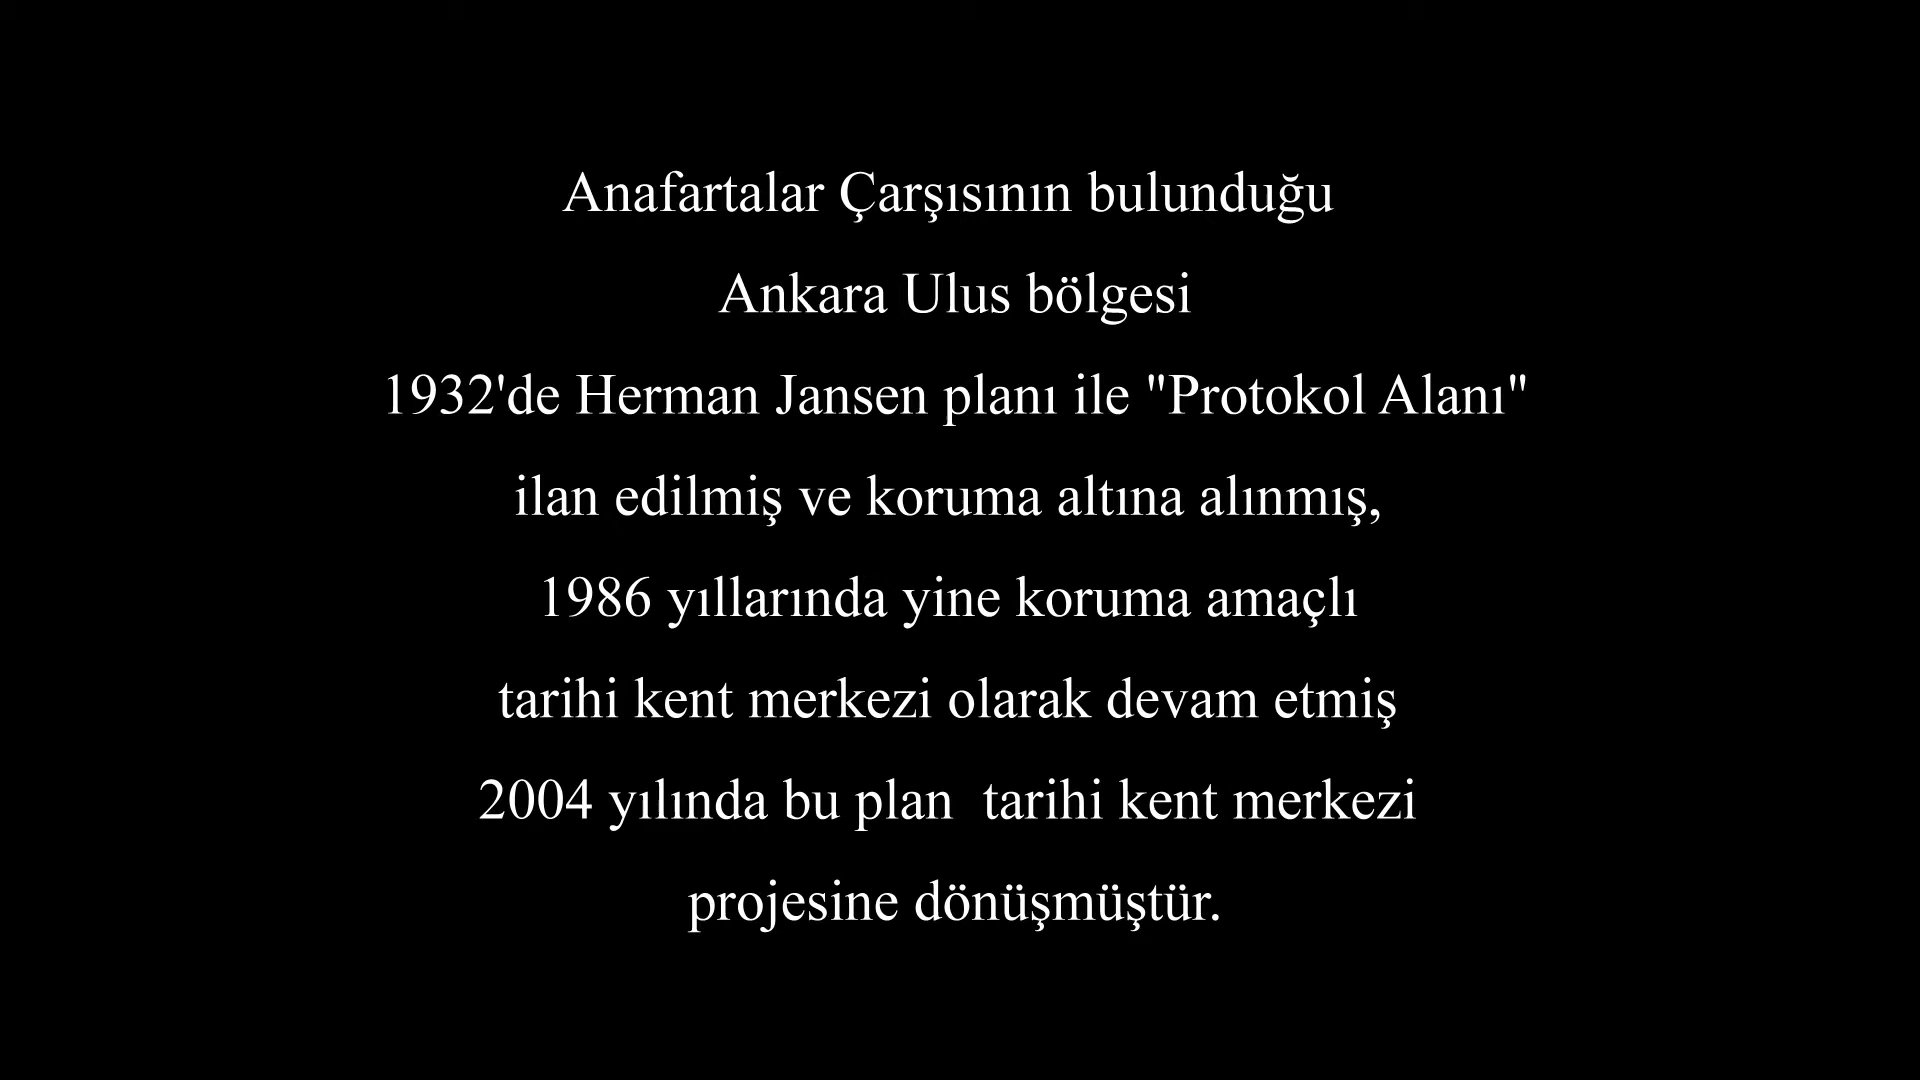 Anafartalar Çarşısının bulunduğu
Ankara Ulus bölgesi
1932'de Herman Jansen planı ile "Protokol Alanı"
ilan edilmiş ve koruma altına alınmış,
1986 yıllarında yine koruma amaçlı
tarihi kent merkezi olarak devam etmiş
2004 yılında bu plan  tarihi kent merkezi
projesine dönüşmüştür.